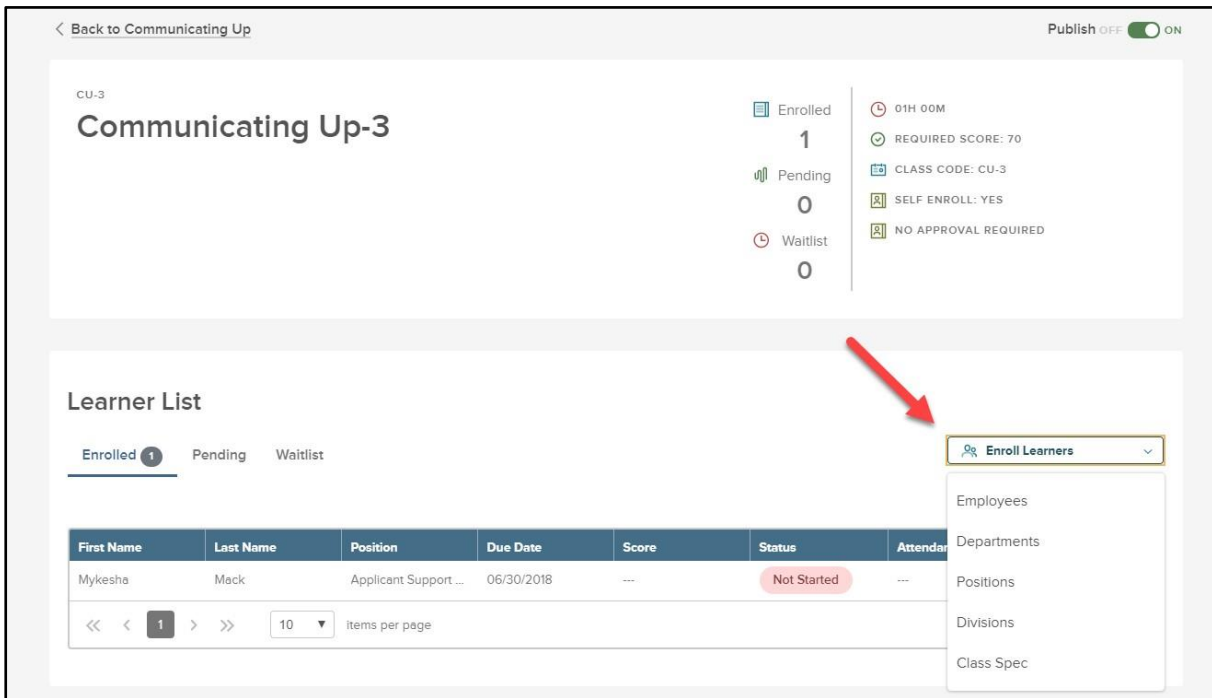 Back to Communicating Up
Publish OFF ON
CU-3
Communicating Up-3
Enrolled
1
Pending
0
Waitlist
0
01H 00M
REQUIRED SCORE: 70
CLASS CODE: CU-3
SELF ENROLL: YES
NO APPROVAL REQUIRED
Learner List
Enrolled 1 Pending Waitlist
Enroll Learners
Employees
Departments
Positions
Divisions
Class Spec
First Name Last Name Position Due Date Score Status Attendan
Mykesha Mack Applicant Support ... 06/30/2018 --- Not Started ---
1 10 items per page